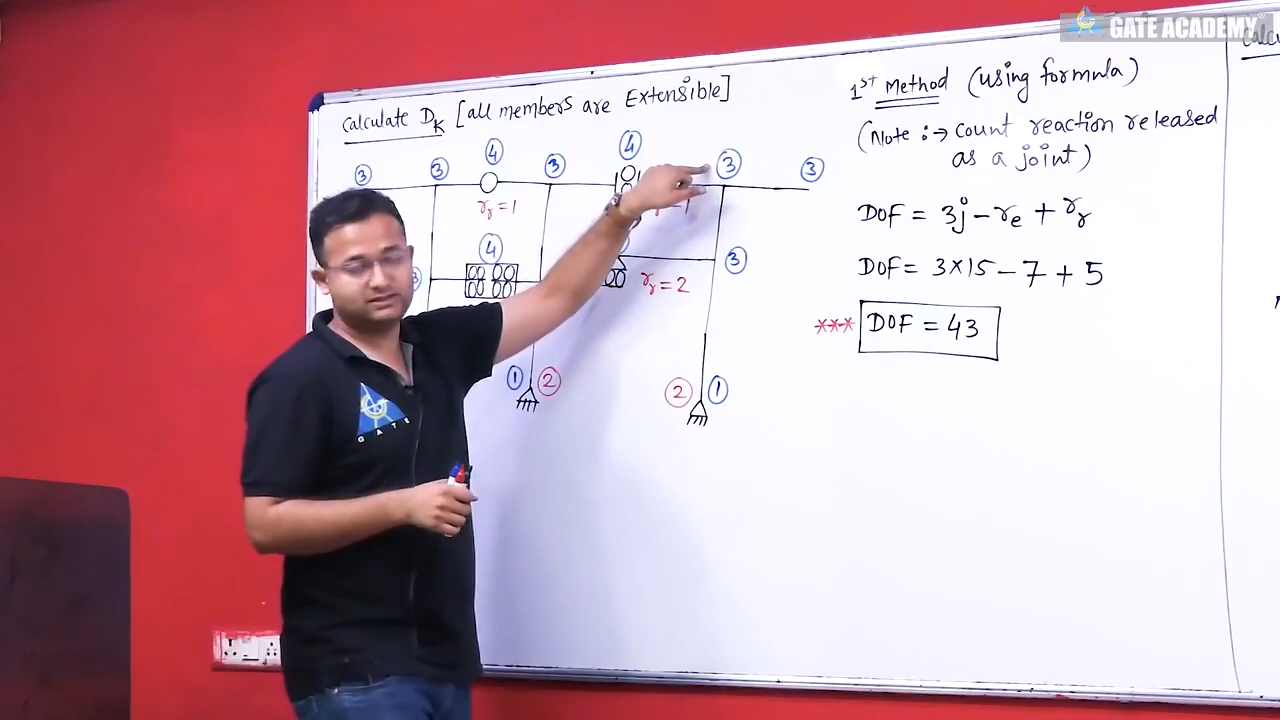 GATE ACADEMY
Calculate D_K [all members are Extensible]
③ ③ ④ ③ ④ ③ ③
r_r = 1
④ ③
r_r = 2
① ② ② ①
1st Method (using formula)
(Note :→ Count reaction released
as a joint)
DOF = 3j - r_e + r_r
DOF = 3×15 - 7 + 5
*** DOF = 43
GATE